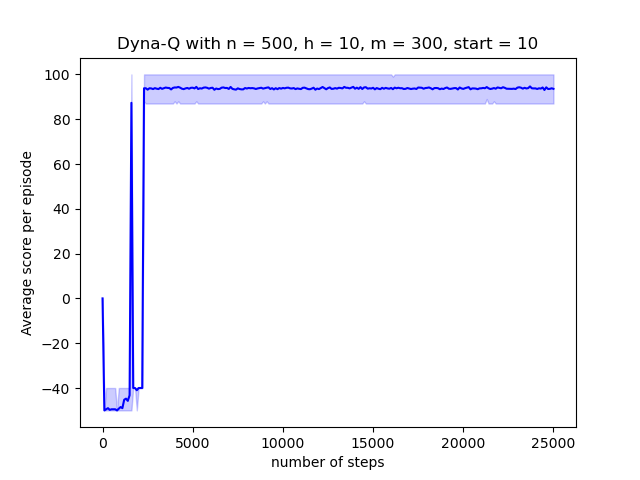 Dyna-Q with n = 500, h = 10, m = 300, start = 10
Average score per episode
100
80
60
40
20
0
−20
−40
0 5000 10000 15000 20000 25000
number of steps